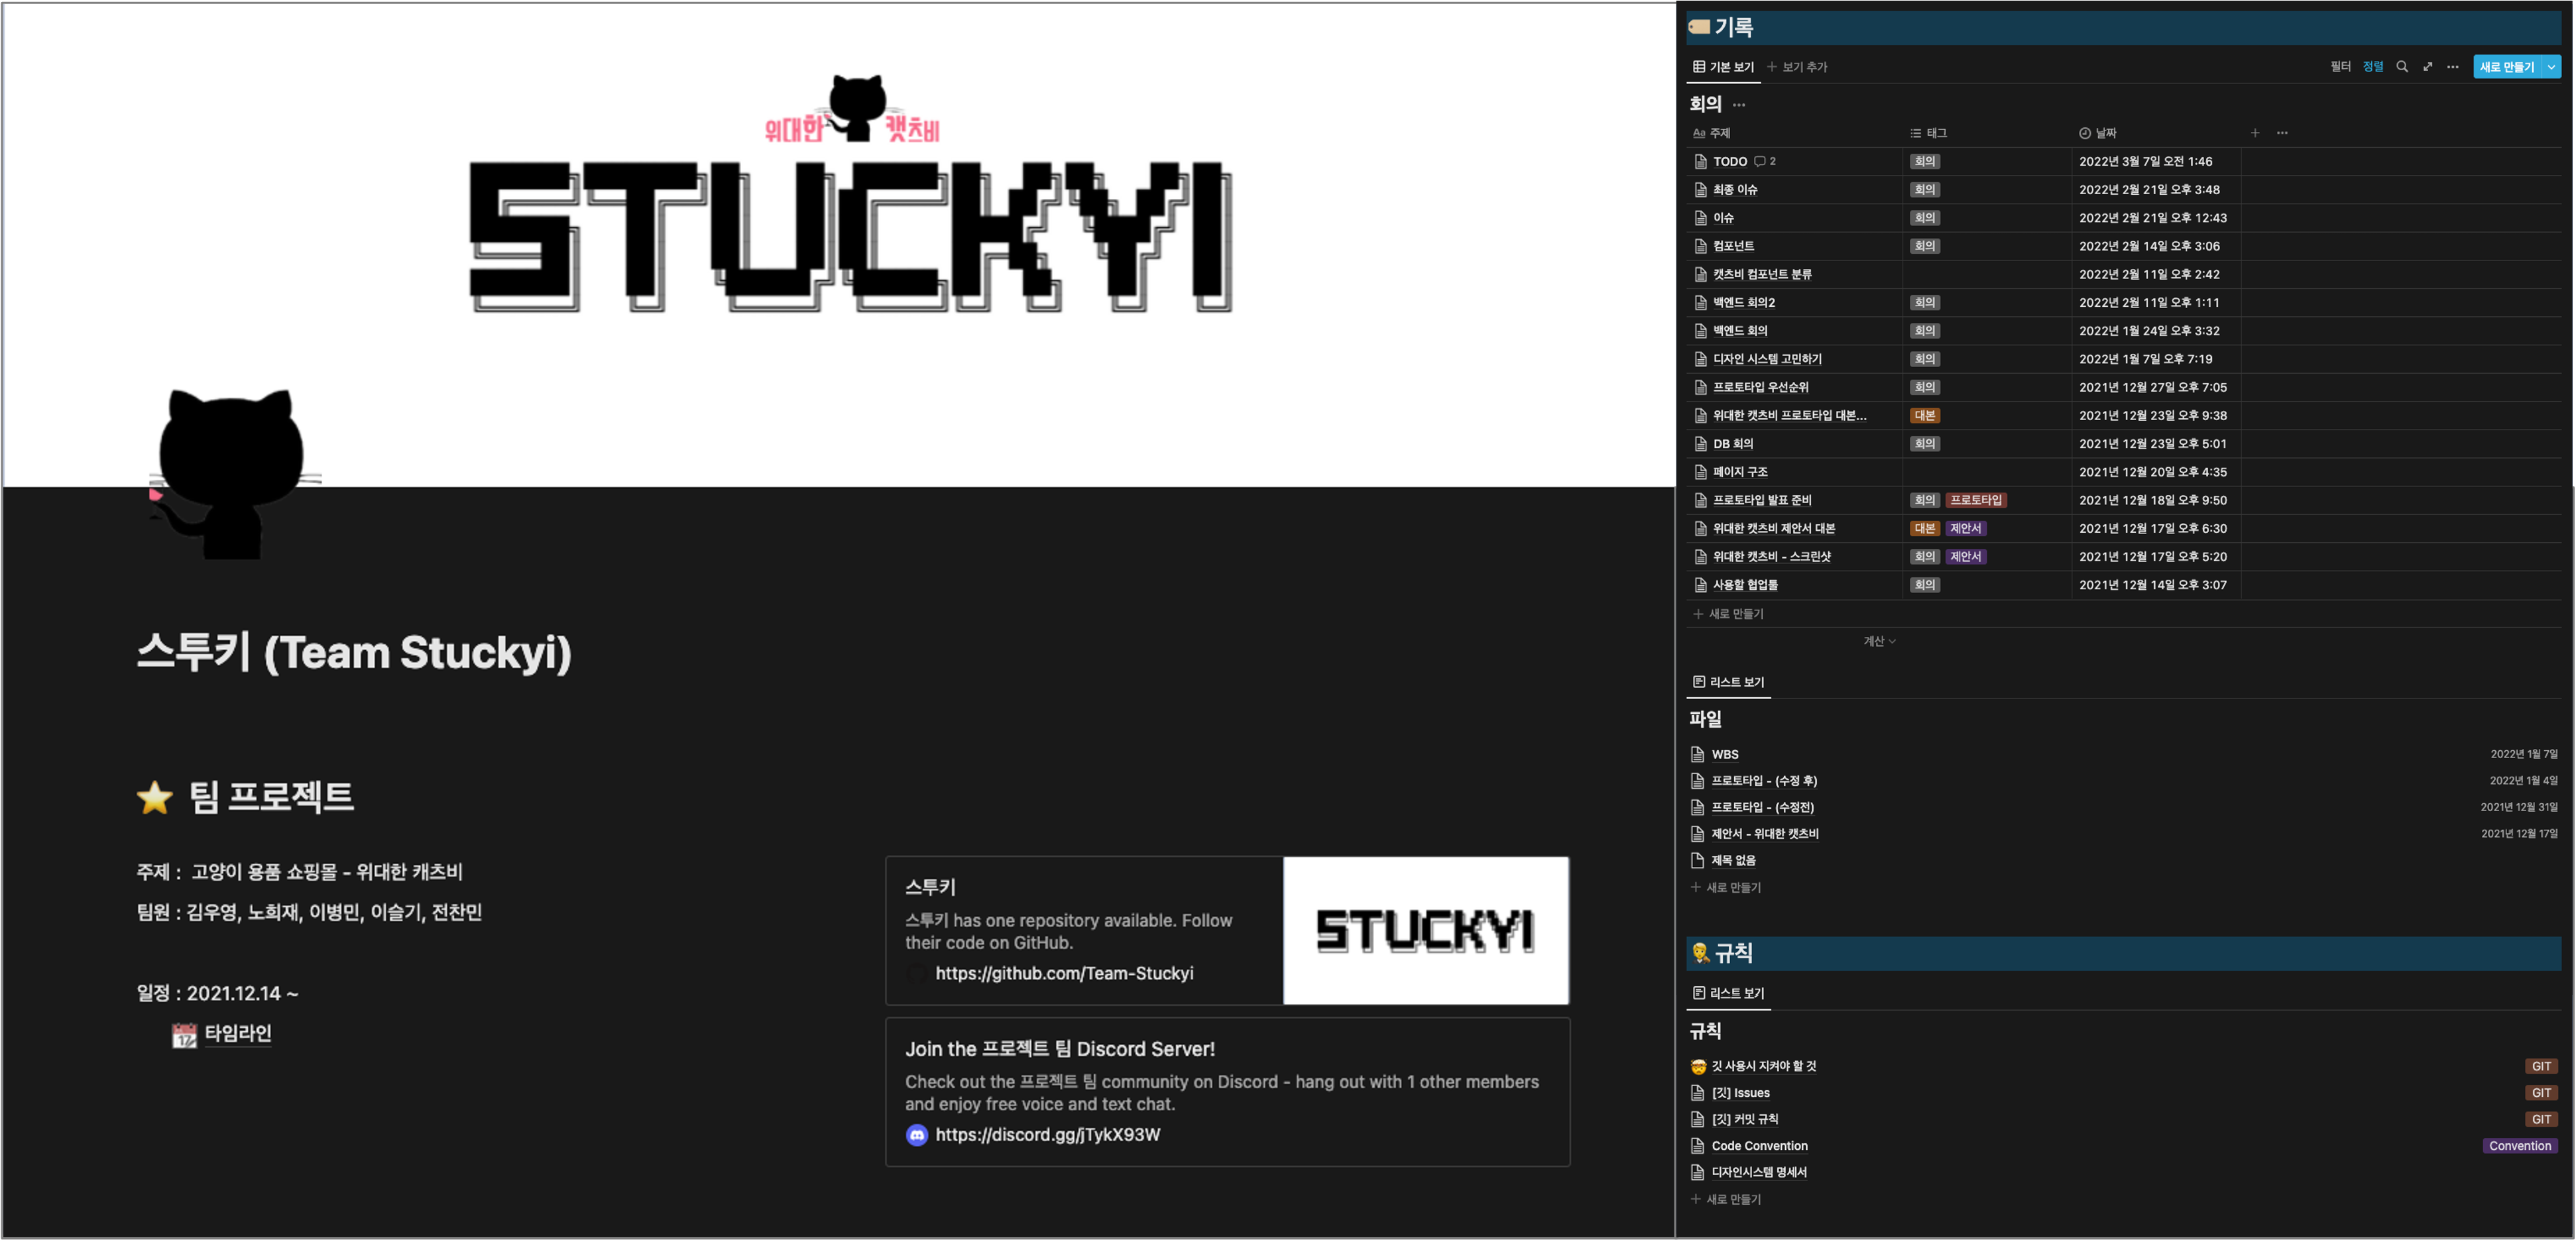 위대한 캣츠비
STUCKYI
스투키 (Team Stuckyi)
팀 프로젝트
주제 : 고양이 용품 쇼핑몰 - 위대한 캐츠비
팀원 : 김우영, 노희재, 이병민, 이슬기, 전찬민
일정 : 2021.12.14 ~
타임라인
스투키
스투키 has one repository available. Follow
their code on GitHub.
https://github.com/Team-Stuckyi
STUCKYI
Join the 프로젝트 팀 Discord Server!
Check out the 프로젝트 팀 community on Discord - hang out with 1 other members
and enjoy free voice and text chat.
https://discord.gg/jTykX93W
기록
기본 보기 + 보기 추가 필터 정렬 ··· 새로 만들기
회의 ···
Aa 주제 태그 날짜 + ···
TODO 2 회의 2022년 3월 7일 오전 1:46
최종 이슈 회의 2022년 2월 21일 오후 3:48
이슈 회의 2022년 2월 21일 오후 12:43
컴포넌트 회의 2022년 2월 14일 오후 3:06
캣츠비 컴포넌트 분류 2022년 2월 11일 오후 2:42
백엔드 회의2 회의 2022년 2월 11일 오후 1:11
백엔드 회의 회의 2022년 1월 24일 오후 3:32
디자인 시스템 고민하기 회의 2022년 1월 7일 오후 7:19
프로토타입 우선순위 회의 2021년 12월 27일 오후 7:05
위대한 캣츠비 프로토타입 대본... 대본 2021년 12월 23일 오후 9:38
DB 회의 회의 2021년 12월 23일 오후 5:01
페이지 구조 2021년 12월 20일 오후 4:35
프로토타입 발표 준비 회의 프로토타입 2021년 12월 18일 오후 9:50
위대한 캣츠비 제안서 대본 대본 제안서 2021년 12월 17일 오후 6:30
위대한 캣츠비 - 스크린샷 회의 제안서 2021년 12월 17일 오후 5:20
사용할 협업툴 회의 2021년 12월 14일 오후 3:07
+ 새로 만들기
계산
리스트 보기
파일
WBS 2022년 1월 7일
프로토타입 - (수정 후) 2022년 1월 4일
프로토타입 - (수정전) 2021년 12월 31일
제안서 - 위대한 캣츠비 2021년 12월 17일
제목 없음
+ 새로 만들기
규칙
리스트 보기
규칙
깃 사용시 지켜야 할 것 GIT
[깃] Issues GIT
[깃] 커밋 규칙 GIT
Code Convention Convention
디자인시스템 명세서
+ 새로 만들기